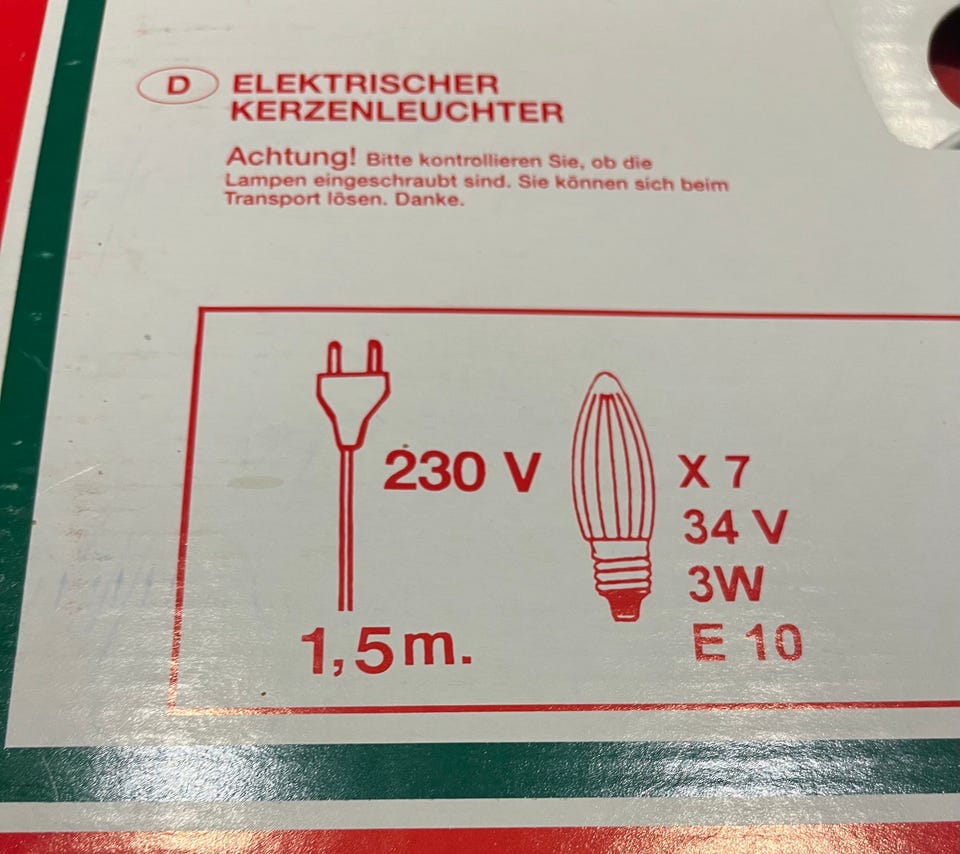 D
ELEKTRISCHER
KERZENLEUCHTER
Achtung! Bitte kontrollieren Sie, ob die
Lampen eingeschraubt sind. Sie können sich beim
Transport lösen. Danke.
230 V
1,5 m.
X 7
34 V
3W
E 10